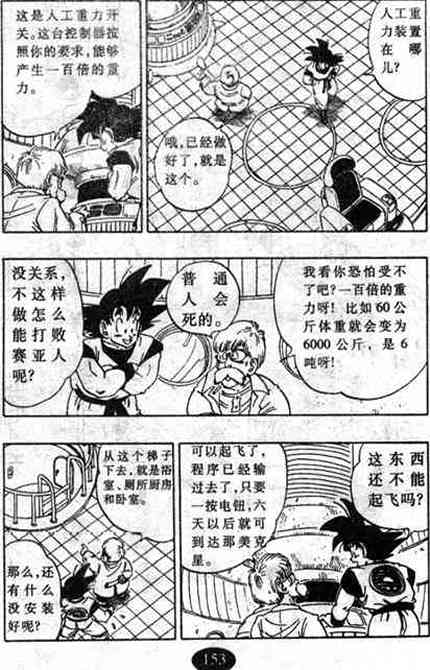 人工重
力装置
在哪
儿?
哦,已经做
好了,就是
这个。
这是人工重力开
关。这台控制器按
照你的要求,能够
产生一百倍的重
力。
我看你恐怕受不
了吧?一百倍的重
力呀! 比如60公
斤体重就会变为
6000公斤, 是6
吨呀!
普通
人会
死的。
没关系,
不这样
做怎么
能打败
赛亚人
呢?
这东西
还不能
起飞吗?
可以起飞了,
程序已经输
过去了,只要
一按电钮,六
天以后就可
到达那美克
星。
从这个梯子
下去,就是浴
室、厕所厨房
和卧室。
那么,还
有什么
没安装
好呢?
153